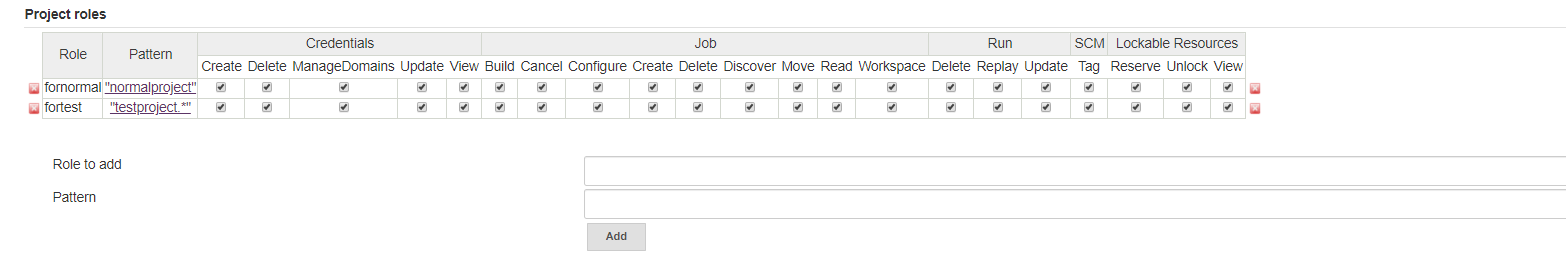 Project roles
Role Pattern Credentials Job Run SCM Lockable Resources
Create Delete ManageDomains Update View Build Cancel Configure Create Delete Discover Move Read Workspace Delete Replay Update Tag Reserve Unlock View
fornormal "normalproject"
fortest "testproject.*"
Role to add
Pattern
Add